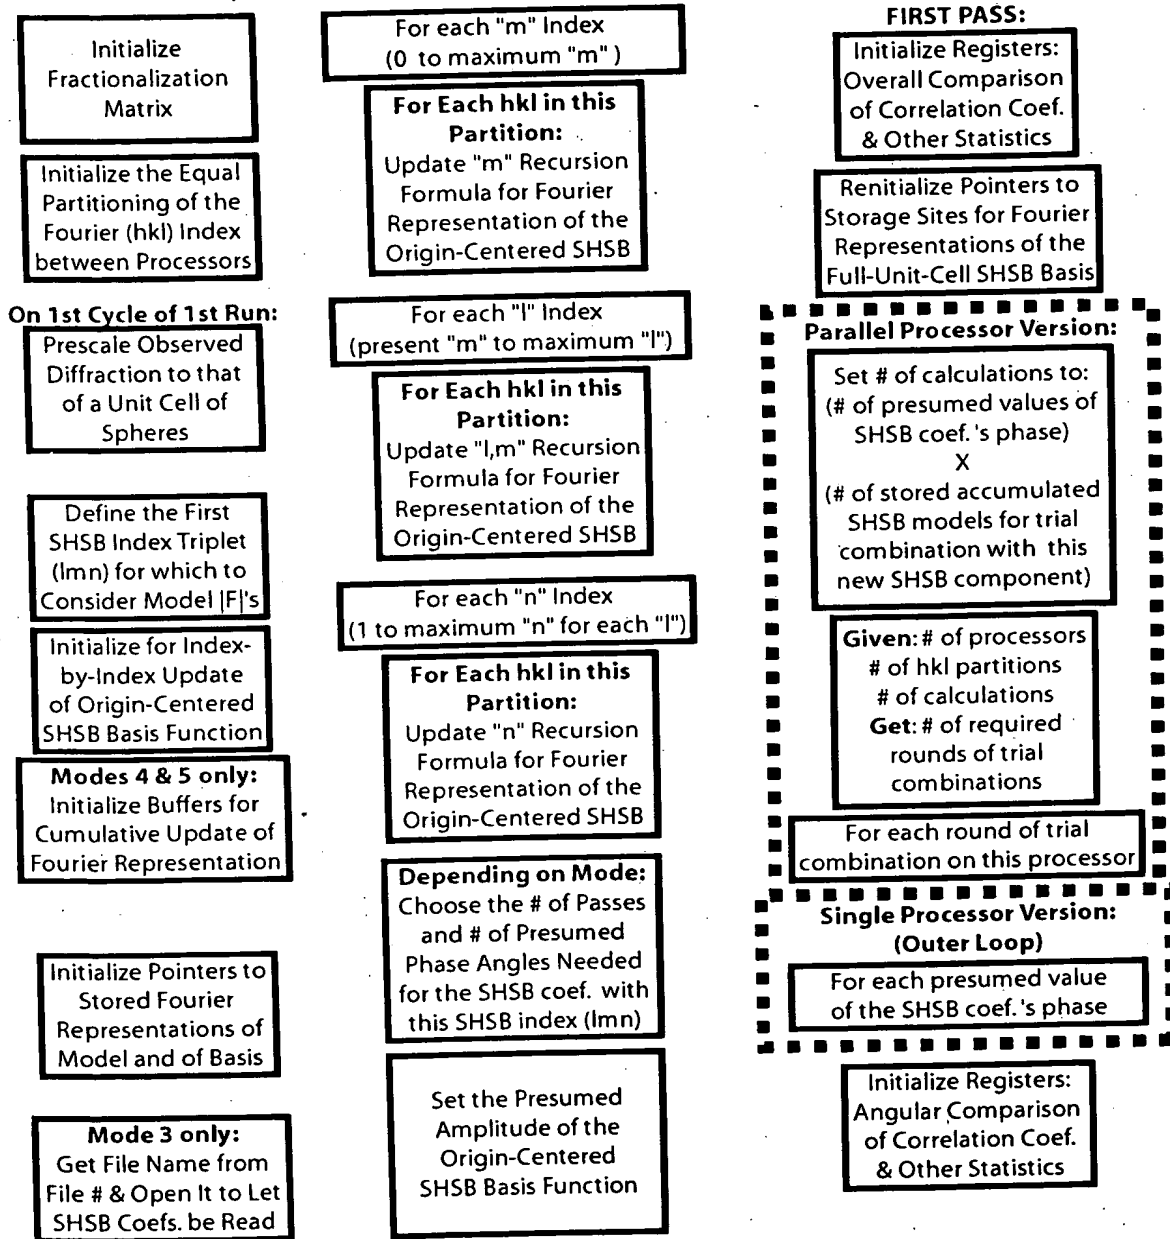 Initialize
Fractionalization
Matrix
Initialize the Equal
Partitioning of the
Fourier (hkl) Index
between Processors
On 1st Cycle of 1st Run:
Prescale Observed
Diffraction to that
of a Unit Cell of
Spheres
Define the First
SHSB Index Triplet
(lmn) for which to
Consider Model |F|'s
Initialize for Index-
by-Index Update
of Origin-Centered
SHSB Basis Function
Modes 4 & 5 only:
Initialize Buffers for
Cumulative Update of
Fourier Representation
Initialize Pointers to
Stored Fourier
Representations of
Model and of Basis
Mode 3 only:
Get File Name from
File # & Open It to Let
SHSB Coefs. be Read
For each "m" Index
(0 to maximum "m" )
For Each hkl in this
Partition:
Update "m" Recursion
Formula for Fourier
Representation of the
Origin-Centered SHSB
For each "l" Index
(present "m" to maximum "l")
For Each hkl in this
Partition:
Update "l,m" Recursion
Formula for Fourier
Representation of the
Origin-Centered SHSB
For each "n" Index
(1 to maximum "n" for each "l")
For Each hkl in this
Partition:
Update "n" Recursion
Formula for Fourier
Representation of the
Origin-Centered SHSB
Depending on Mode:
Choose the # of Passes
and # of Presumed
Phase Angles Needed
for the SHSB coef. with
this SHSB index (lmn)
Set the Presumed
Amplitude of the
Origin-Centered
SHSB Basis Function
FIRST PASS:
Initialize Registers:
Overall Comparison
of Correlation Coef.
& Other Statistics
Renitialize Pointers to
Storage Sites for Fourier
Representations of the
Full-Unit-Cell SHSB Basis
Parallel Processor Version:
Set # of calculations to:
(# of presumed values of
SHSB coef. 's phase)
X
(# of stored accumulated
SHSB models for trial
combination with this
new SHSB component)
Given: # of processors
# of hkl partitions
# of calculations
Get: # of required
rounds of trial
combinations
For each round of trial
combination on this processor
Single Processor Version:
(Outer Loop)
For each presumed value
of the SHSB coef. 's phase
Initialize Registers:
Angular Comparison
of Correlation Coef.
& Other Statistics